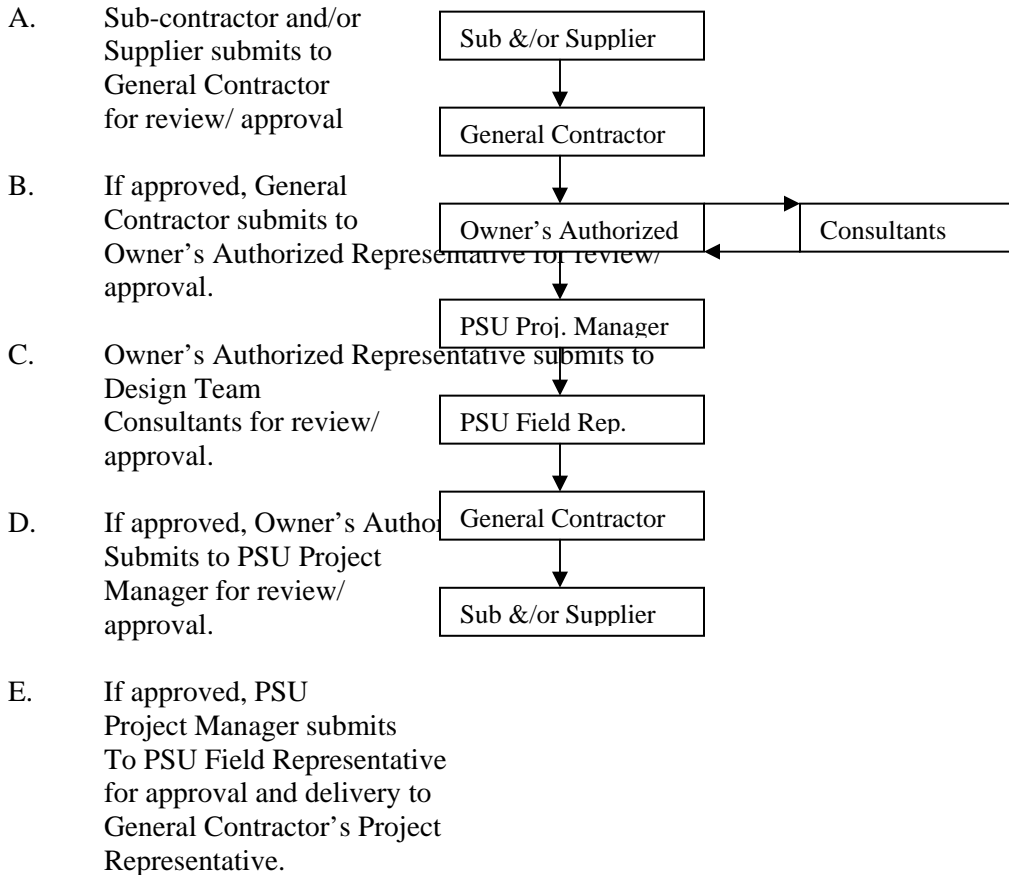 A. Sub-contractor and/or
Supplier submits to
General Contractor
for review/ approval
B. If approved, General
Contractor submits to
Owner's Authorized Representative for review/
approval.
C. Owner's Authorized Representative submits to
Design Team
Consultants for review/
approval.
D. If approved, Owner's
Submits to PSU Project
Manager for review/
approval.
E. If approved, PSU
Project Manager submits
To PSU Field Representative
for approval and delivery to
General Contractor's Project
Representative.
Sub &/or Supplier
General Contractor
Owner's Authorized
Consultants
PSU Proj. Manager
PSU Field Rep.
General Contractor
Sub &/or Supplier